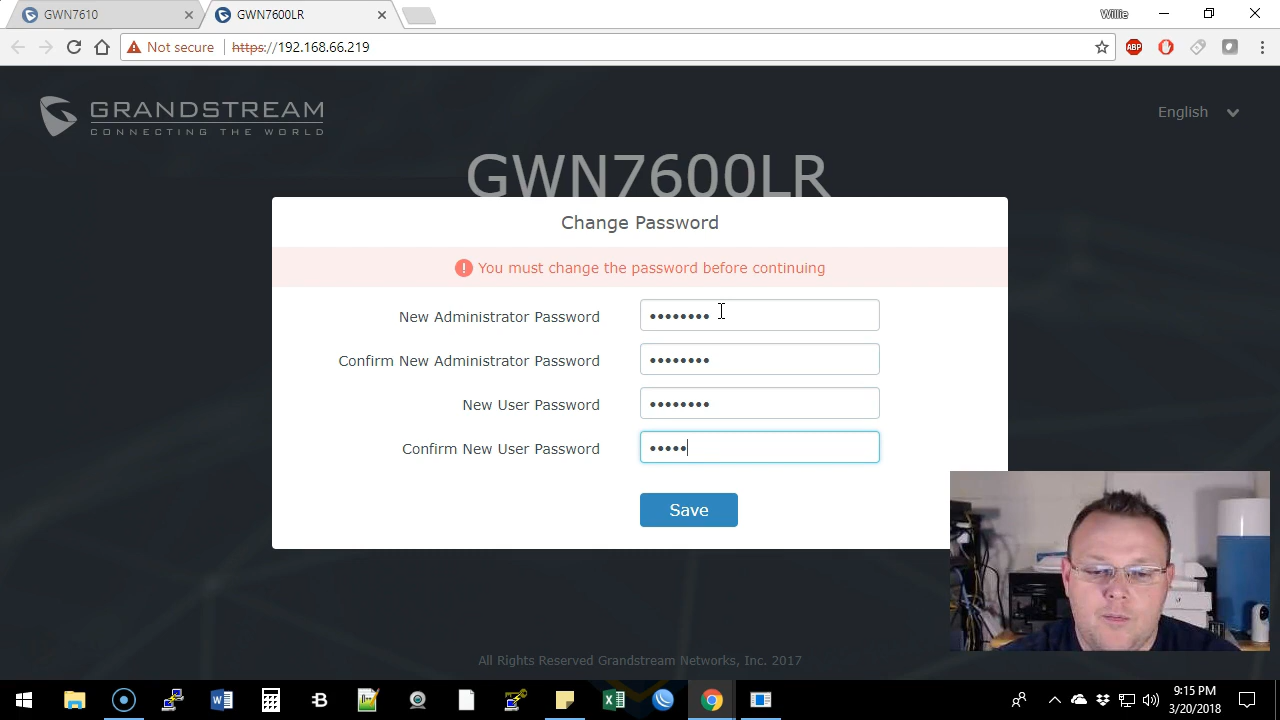 GWN7610
GWN7600LR
Willie
Not secure
https://192.168.66.219
ABP
GRANDSTREAM
CONNECTING THE WORLD
English
GWN7600LR
Change Password
You must change the password before continuing
New Administrator Password
••••••••
Confirm New Administrator Password
••••••••
New User Password
••••••••
Confirm New User Password
•••••
Save
All Rights Reserved Grandstream Networks, Inc. 2017
9:15 PM
3/20/2018